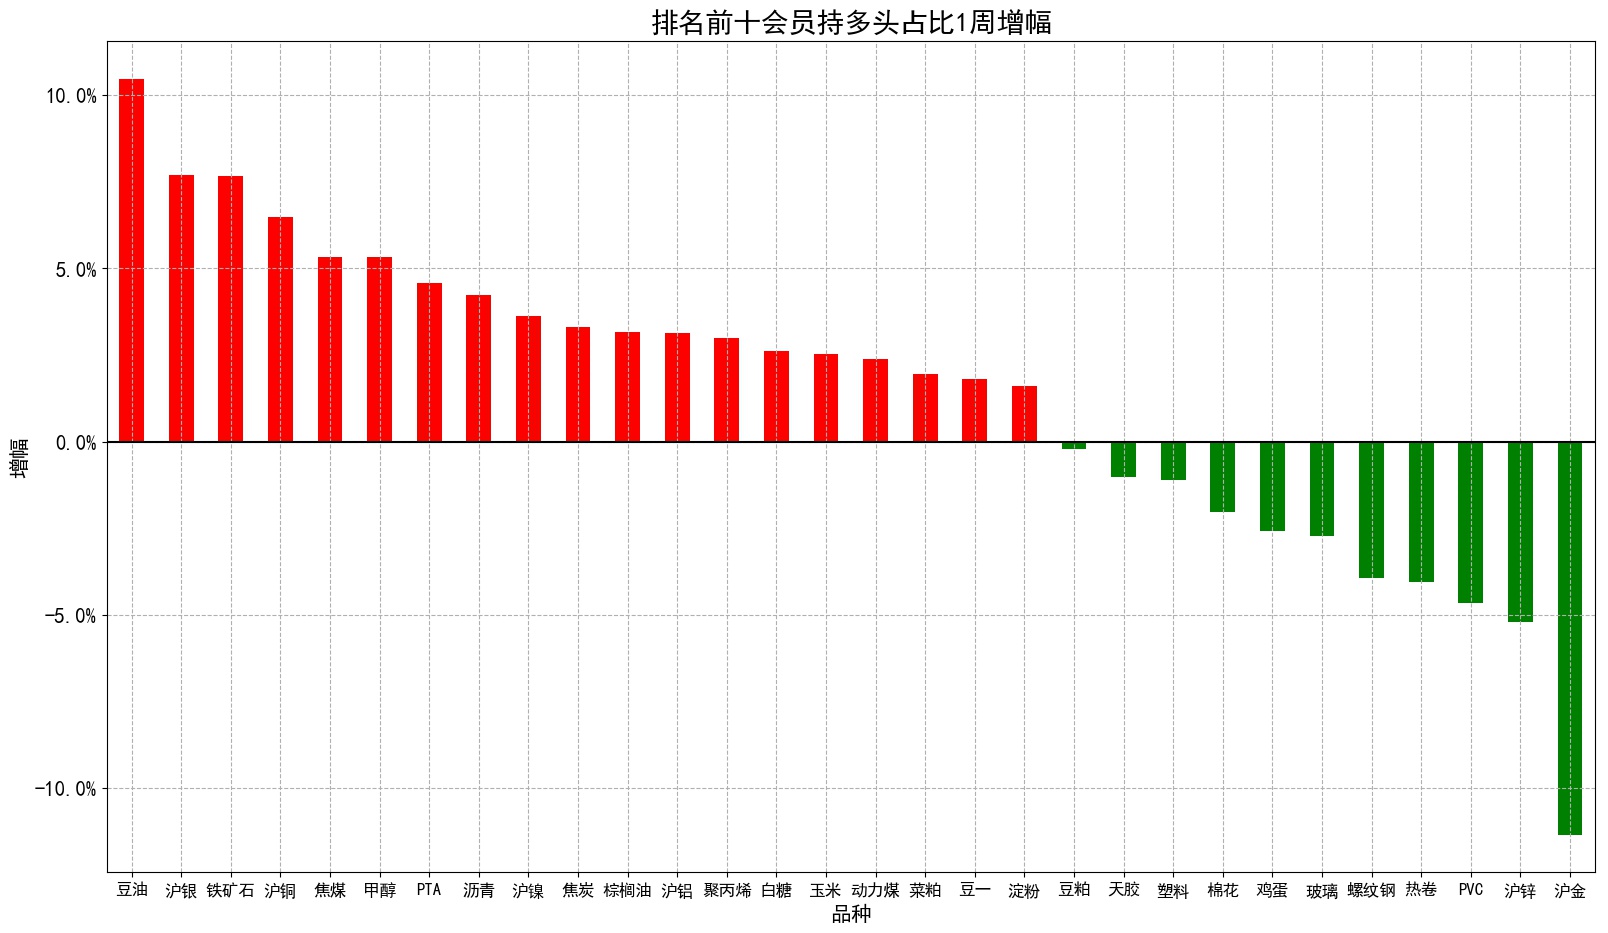 排名前十会员持多头占比1周增幅
10.0%
5.0%
0.0%
-5.0%
-10.0%
增幅
豆油 沪银 铁矿石 沪铜 焦煤 甲醇 PTA 沥青 沪镍 焦炭 棕榈油 沪铝 聚丙烯 白糖 玉米 动力煤 菜粕 豆一 淀粉 豆粕 天胶 塑料 棉花 鸡蛋 玻璃 螺纹钢 热卷 PVC 沪锌 沪金
品种